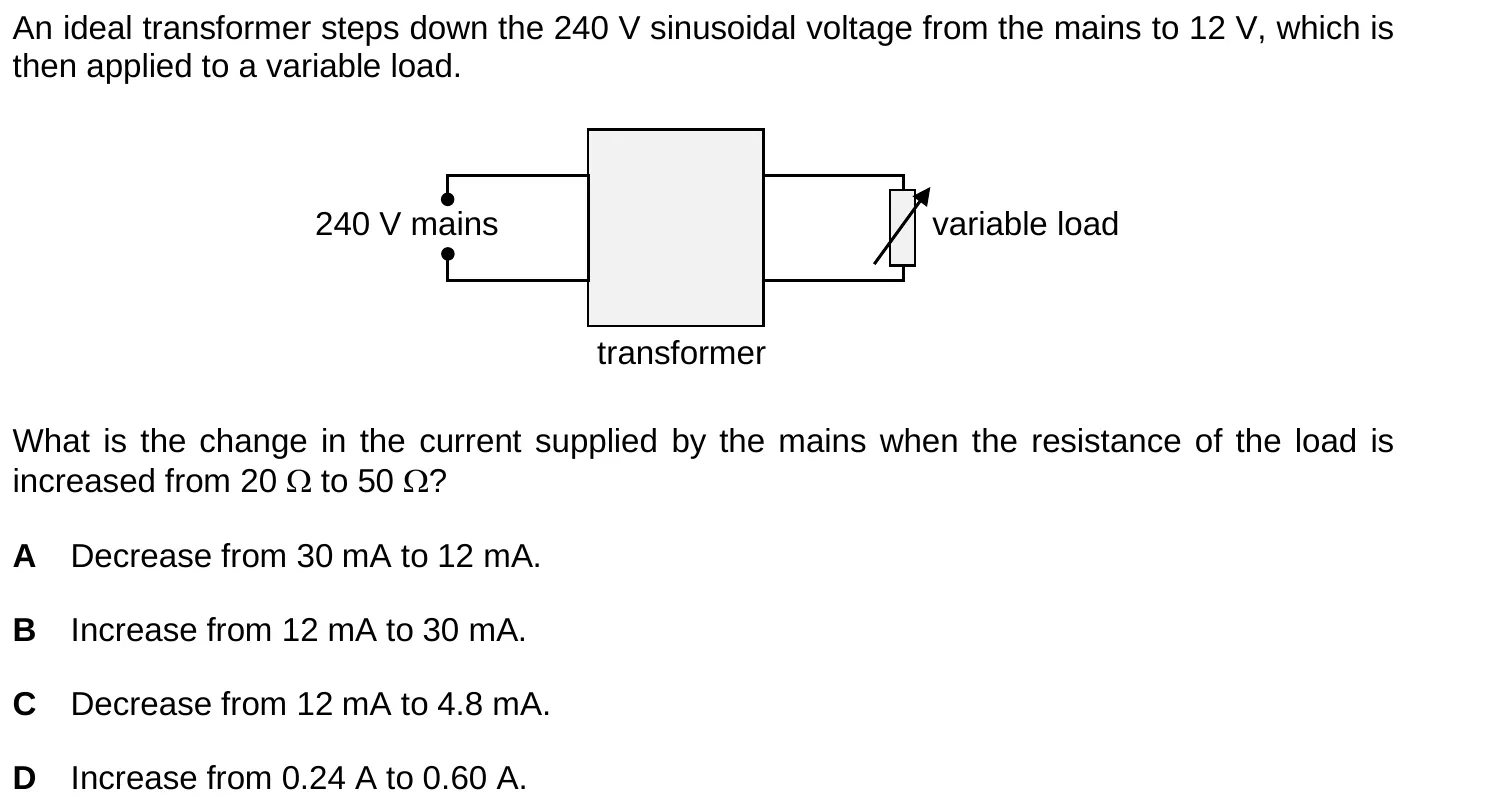 An ideal transformer steps down the 240 V sinusoidal voltage from the mains to 12 V, which is
then applied to a variable load.
240 V mains
variable load
transformer
What is the change in the current supplied by the mains when the resistance of the load is
increased from 20 Ω to 50 Ω?
A Decrease from 30 mA to 12 mA.
B Increase from 12 mA to 30 mA.
C Decrease from 12 mA to 4.8 mA.
D Increase from 0.24 A to 0.60 A.